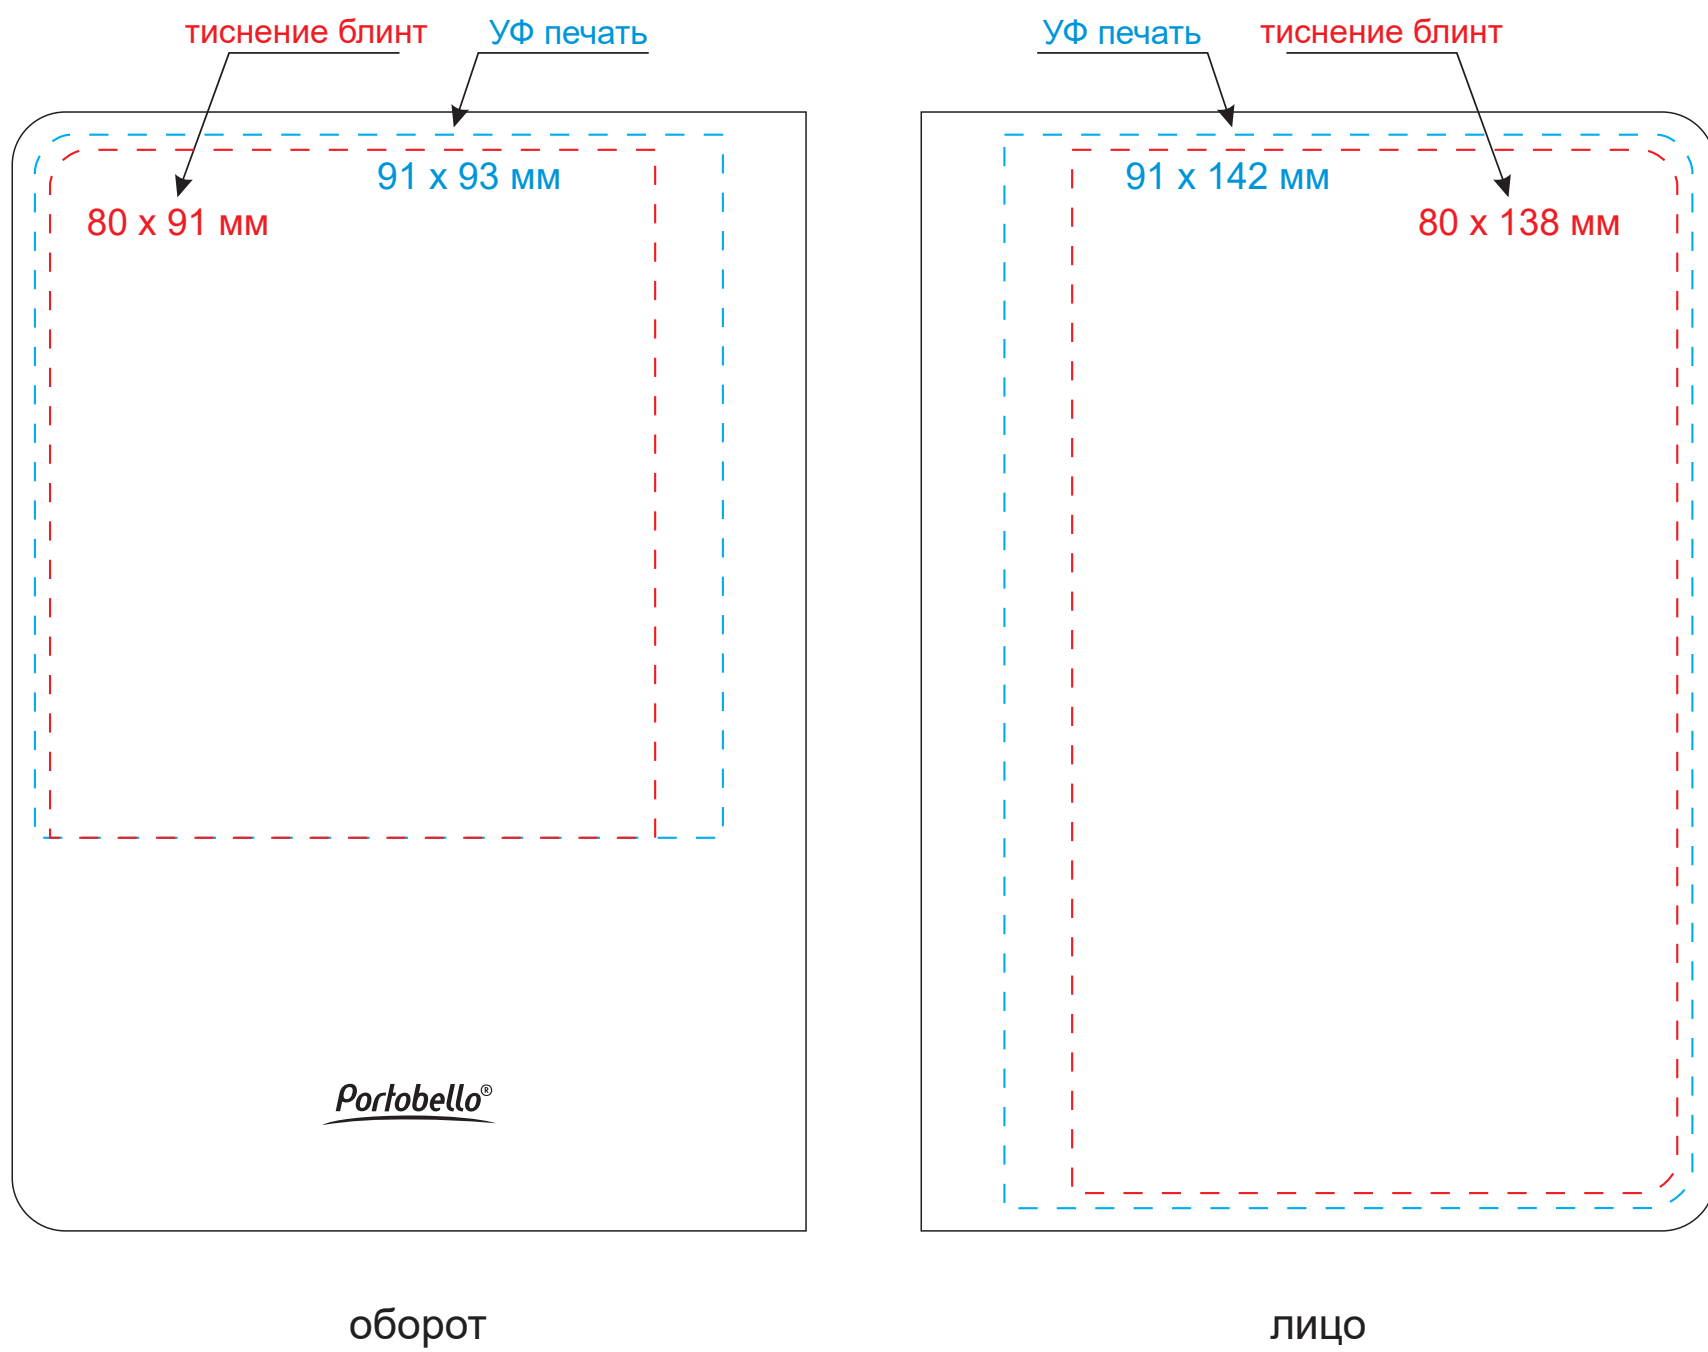 тиснение блинт
УФ печать
91 х 93 мм
80 х 91 мм
Portobello®
оборот
УФ печать
тиснение блинт
91 х 142 мм
80 х 138 мм
лицо